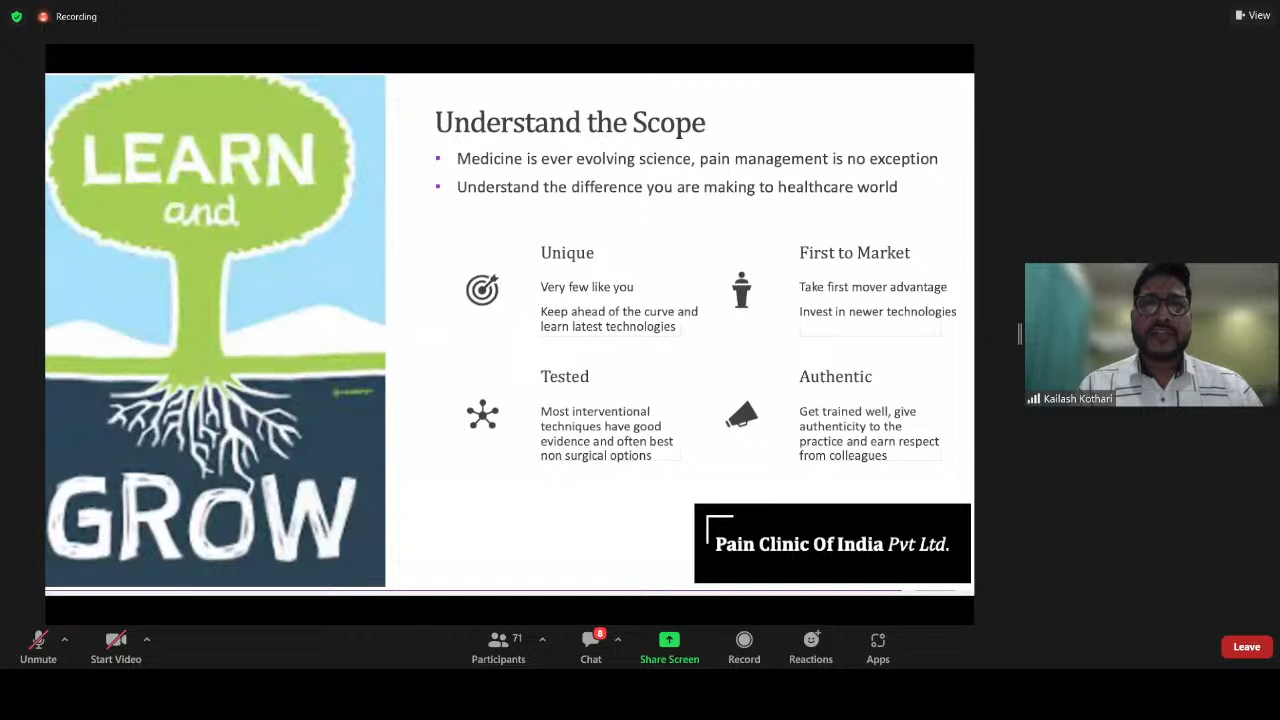 Recording
View
LEARN
and
GROW
Understand the Scope
• Medicine is ever evolving science, pain management is no exception
• Understand the difference you are making to healthcare world
Unique
Very few like you
Keep ahead of the curve and
learn latest technologies
First to Market
Take first mover advantage
Invest in newer technologies
Tested
Most interventional
techniques have good
evidence and often best
non surgical options
Authentic
Get trained well, give
authenticity to the
practice and earn respect
from colleagues
Pain Clinic Of India Pvt Ltd.
Kailash Kothari
Unmute
Start Video
Participants
71
Chat
8
Share Screen
Record
Reactions
Apps
Leave